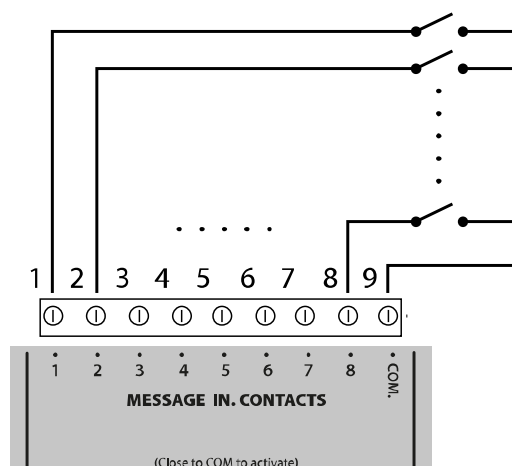 1 2 3 4 5 6 7 8 9
1 2 3 4 5 6 7 8 COM.
MESSAGE IN. CONTACTS
(Close to COM to activate)